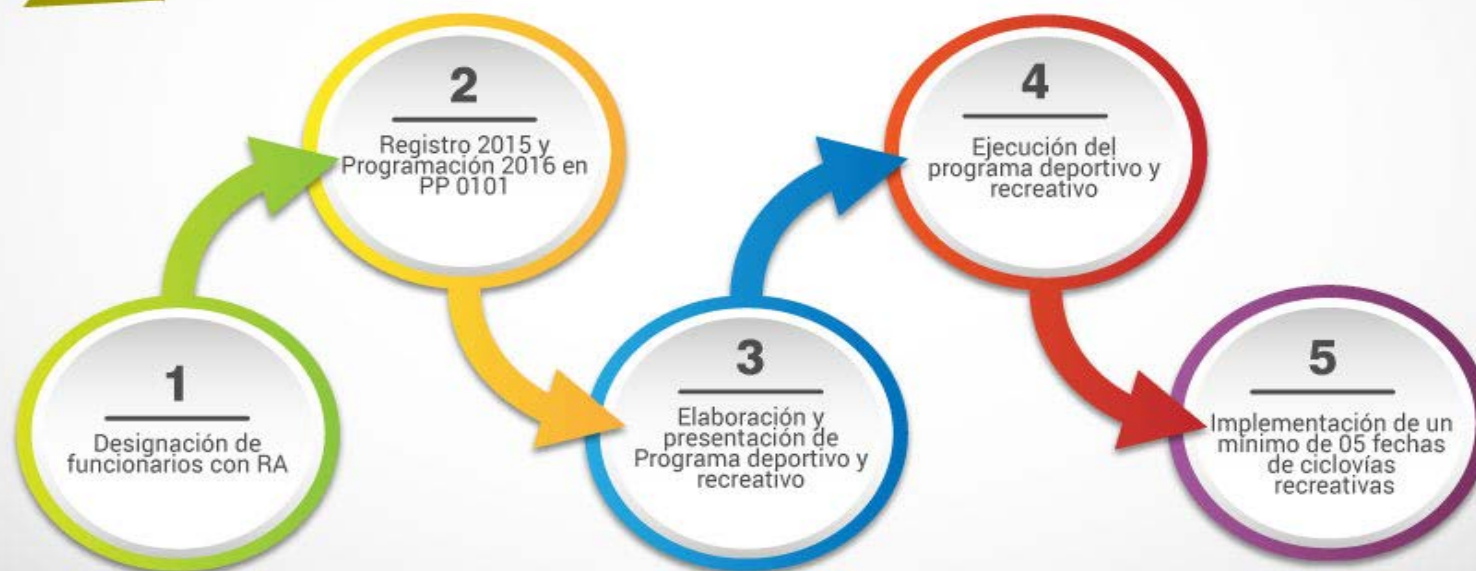 1
Designación de
funcionarios con RA
2
Registro 2015 y
Programación 2016 en
PP 0101
3
Elaboración y
presentación de
Programa deportivo y
recreativo
4
Ejecución del
programa deportivo y
recreativo
5
Implementación de un
mínimo de 05 fechas
de ciclovías
recreativas